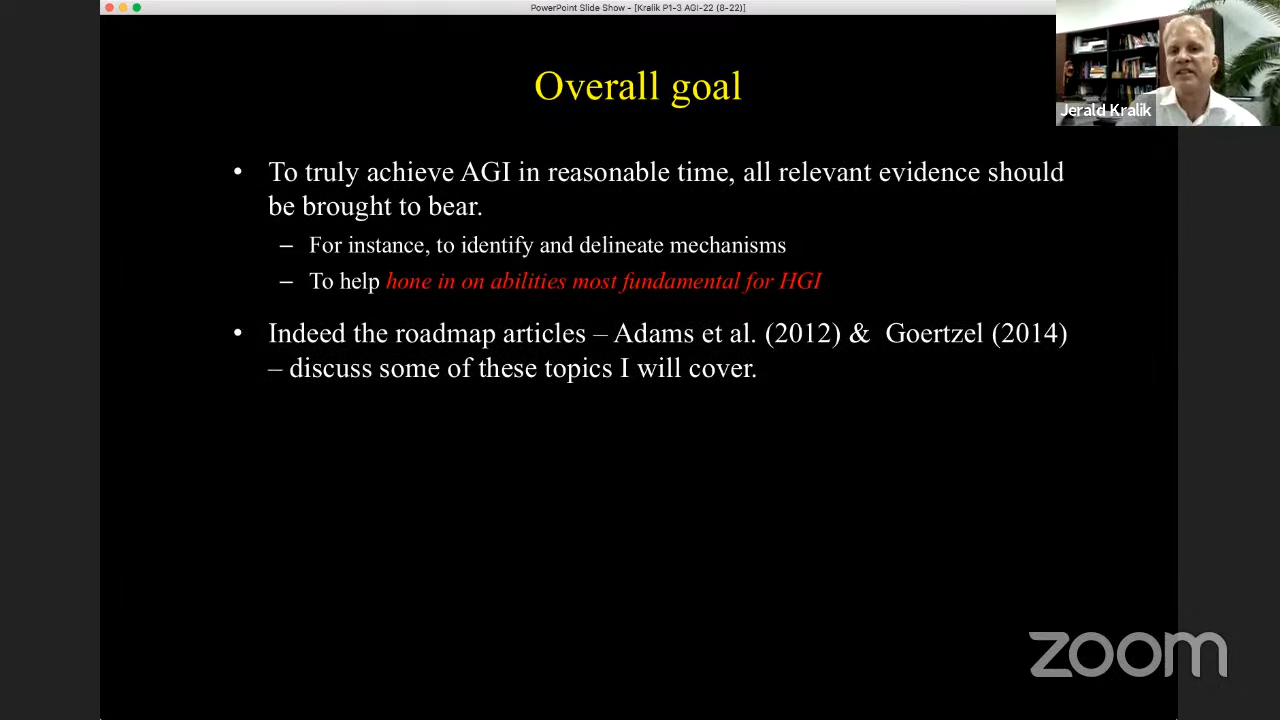 PowerPoint Slide Show - [Kralik P1-3 AGI-22 (8-22)]
Overall goal
• To truly achieve AGI in reasonable time, all relevant evidence should
be brought to bear.
– For instance, to identify and delineate mechanisms
– To help hone in on abilities most fundamental for HGI
• Indeed the roadmap articles – Adams et al. (2012) & Goertzel (2014)
– discuss some of these topics I will cover.
Jerald Kralik
zoom